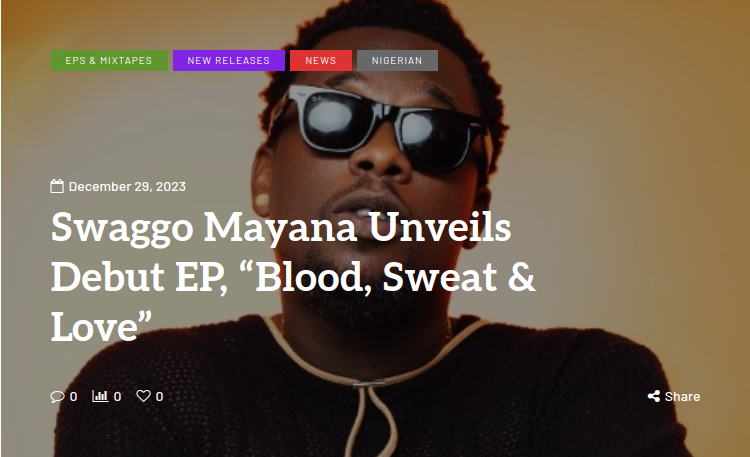 EPS & MIXTAPES NEW RELEASES NEWS NIGERIAN
December 29, 2023
Swaggo Mayana Unveils
Debut EP, “Blood, Sweat &
Love”
0 0 0 Share